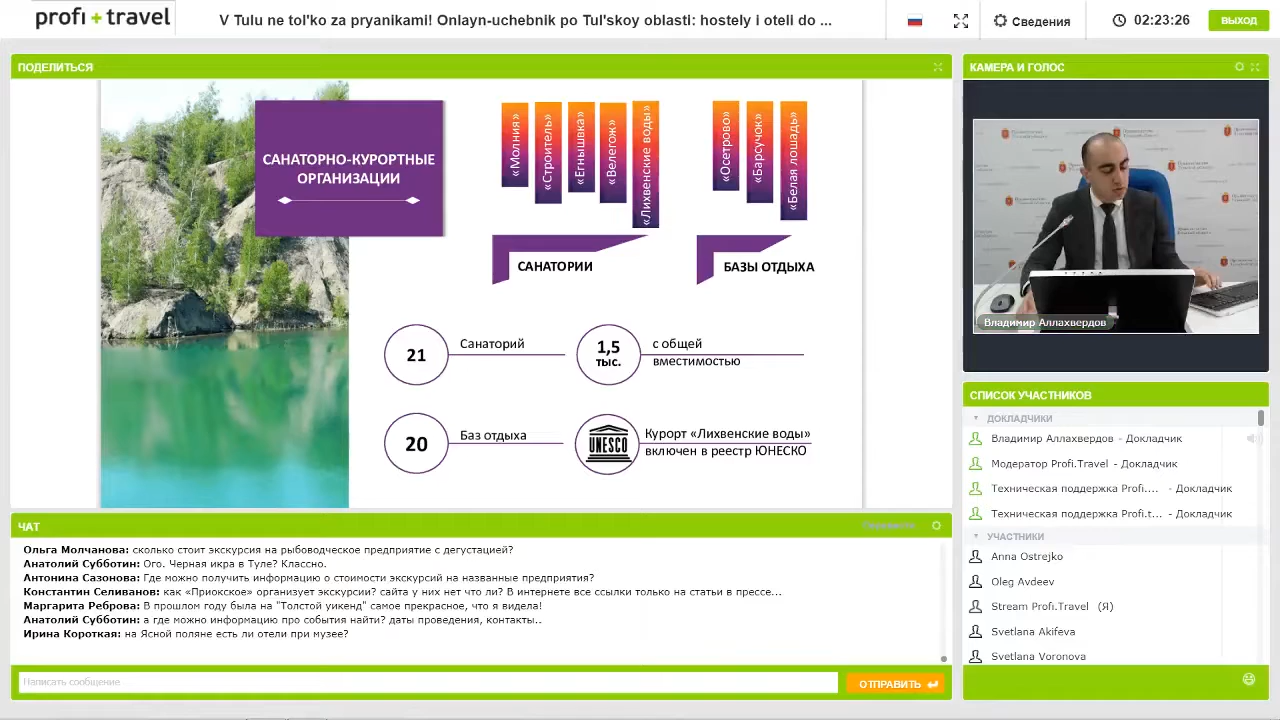 profi + travel
V Tulu ne tol'ko za pryanikami! Onlayn-uchebnik po Tul'skoy oblasti: hostely i oteli do ...
Сведения
02:23:26
ВЫХОД
ПОДЕЛИТЬСЯ
САНАТОРНО-КУРОРТНЫЕ
ОРГАНИЗАЦИИ
«Молния»
«Строитель»
«Егнышвка»
«Велегож»
«Лихвенские воды»
«Осетрово»
«Барсучок»
«Белая лошадь»
САНАТОРИИ
БАЗЫ ОТДЫХА
21
Санаторий
1,5
тыс.
с общей
вместимостью
20
Баз отдыха
UNESCO
Курорт «Лихвенские воды»
включен в реестр ЮНЕСКО
КАМЕРА И ГОЛОС
Владимир Аллахвердов
СПИСОК УЧАСТНИКОВ
ДОКЛАДЧИКИ
Владимир Аллахвердов - Докладчик
Модератор Profi.Travel - Докладчик
Техническая поддержка Profi.... - Докладчик
Техническая поддержка Profi.t... - Докладчик
УЧАСТНИКИ
Anna Ostrejko
Oleg Avdeev
Stream Profi.Travel (Я)
Svetlana Akifeva
Svetlana Voronova
ЧАТ
Ольга Молчанова: сколько стоит экскурсия на рыбоводческое предприятие с дегустацией?
Анатолий Субботин: Ого. Черная икра в Туле? Классно.
Антонина Сазонова: Где можно получить информацию о стоимости экскурсий на названные предприятия?
Константин Селиванов: как «Приокское» организует экскурсии? сайта у них нет что ли? В интернете все ссылки только на статьи в прессе...
Маргарита Реброва: В прошлом году была на "Толстой уикенд" самое прекрасное, что я видела!
Анатолий Субботин: а где можно информацию про события найти? даты проведения, контакты..
Ирина Короткая: на Ясной поляне есть ли отели при музее?
Написать сообщение
ОТПРАВИТЬ